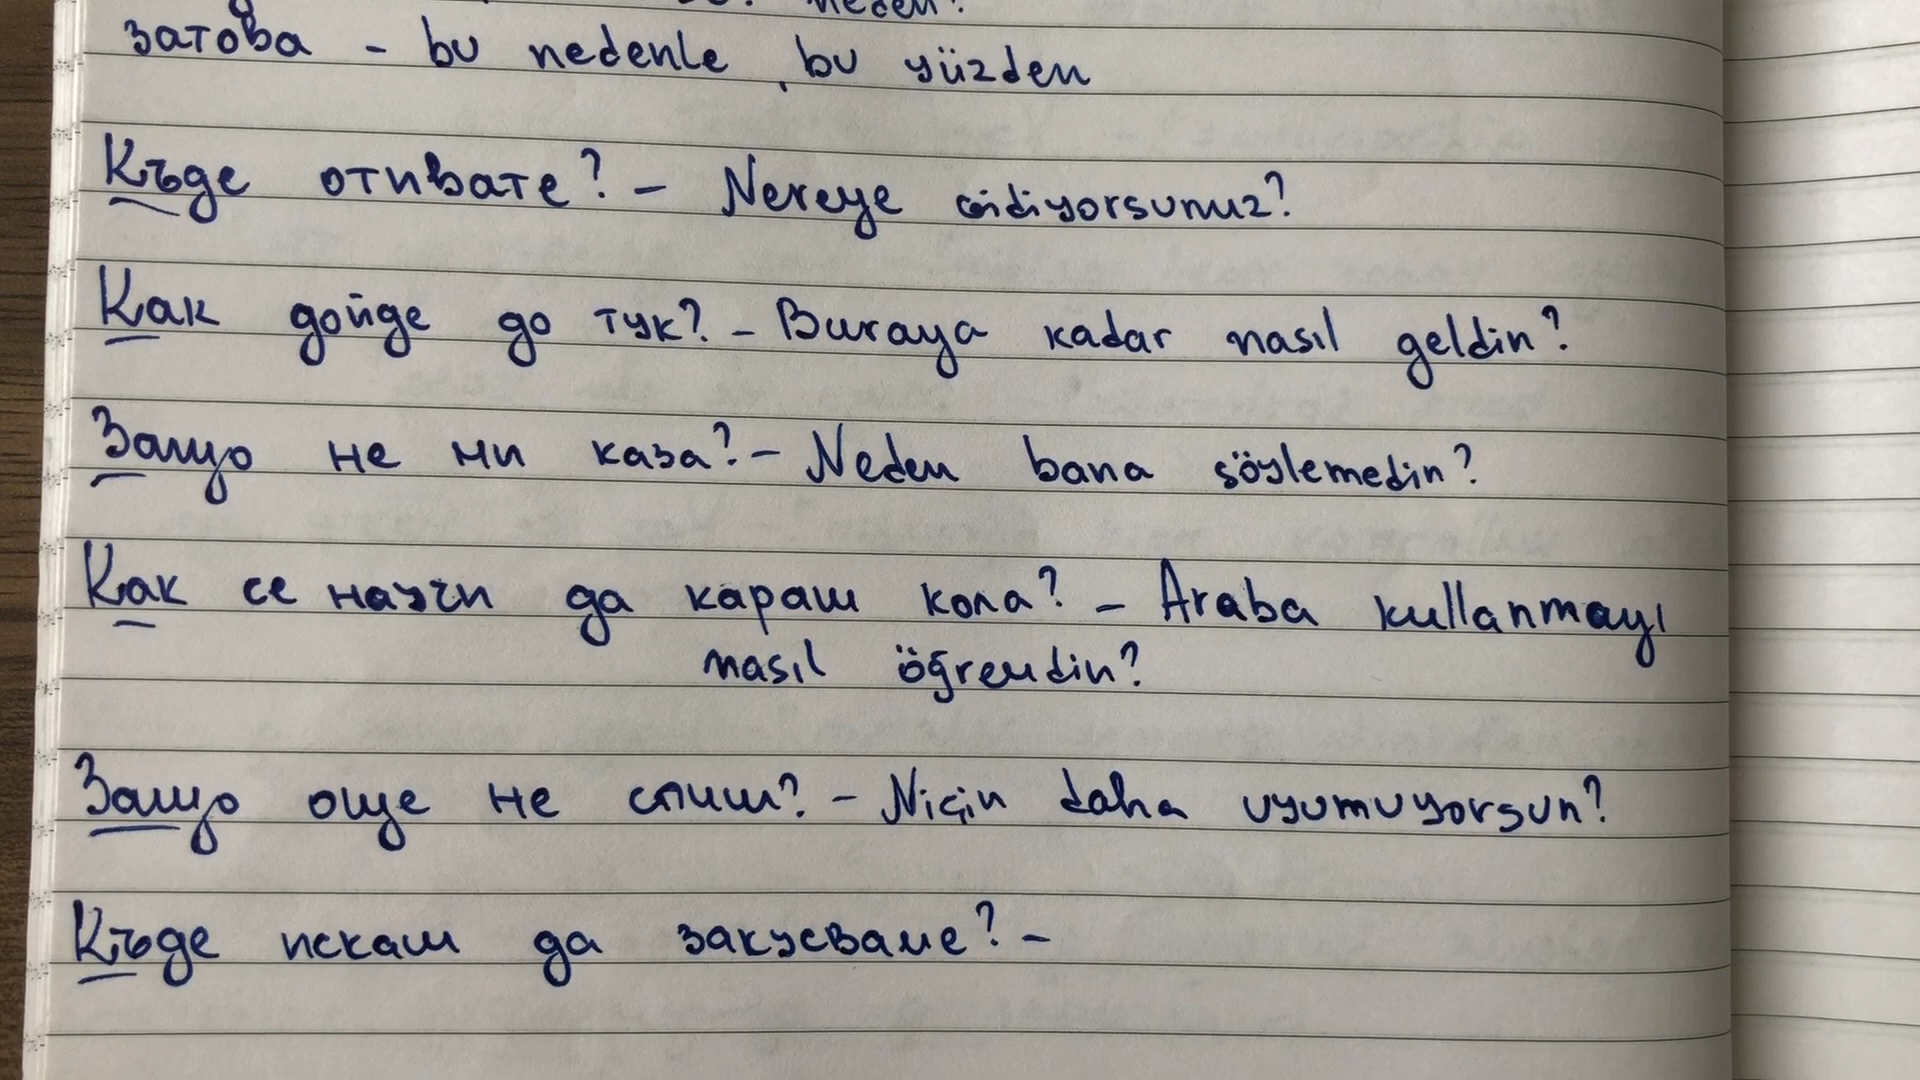 neden?
затова - bu nedenle, bu yüzden
Къде отивате? - Nereye gidiyorsunuz?
Как дойде до тук? - Buraya kadar nasıl geldin?
Защо не ми каза? - Neden bana söylemedin?
Как се научи да караш кола? - Araba kullanmayı
nasıl öğrendin?
Защо още не спиш? - Niçin daha uyumuyorsun?
Къде искаш да закусваме? -